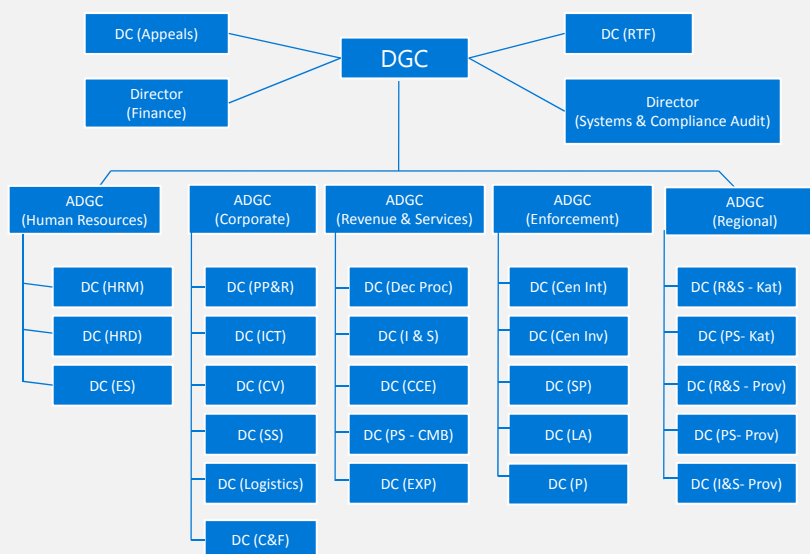 DC (Appeals)
DGC
DC (RTF)
Director
(Finance)
Director
(Systems & Compliance Audit)
ADGC
(Human Resources)
DC (HRM)
DC (HRD)
DC (ES)
ADGC
(Corporate)
DC (PP&R)
DC (ICT)
DC (CV)
DC (SS)
DC (Logistics)
DC (C&F)
ADGC
(Revenue & Services)
DC (Dec Proc)
DC (I & S)
DC (CCE)
DC (PS - CMB)
DC (EXP)
ADGC
(Enforcement)
DC (Cen Int)
DC (Cen Inv)
DC (SP)
DC (LA)
DC (P)
ADGC
(Regional)
DC (R&S - Kat)
DC (PS- Kat)
DC (R&S - Prov)
DC (PS- Prov)
DC (I&S- Prov)